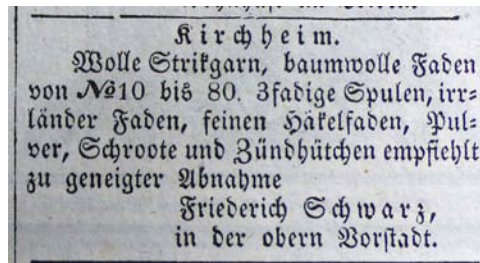 Kirchheim.
Wolle Strikgarn, baumwolle Faden
von №10 bis 80. 3fadige Spulen, irr-
länder Faden, feinen Häkelfaden, Pul-
ver, Schroote und Zündhütchen empfiehlt
zu geneigter Abnahme
Friederich Schwarz,
in der obern Vorstadt.